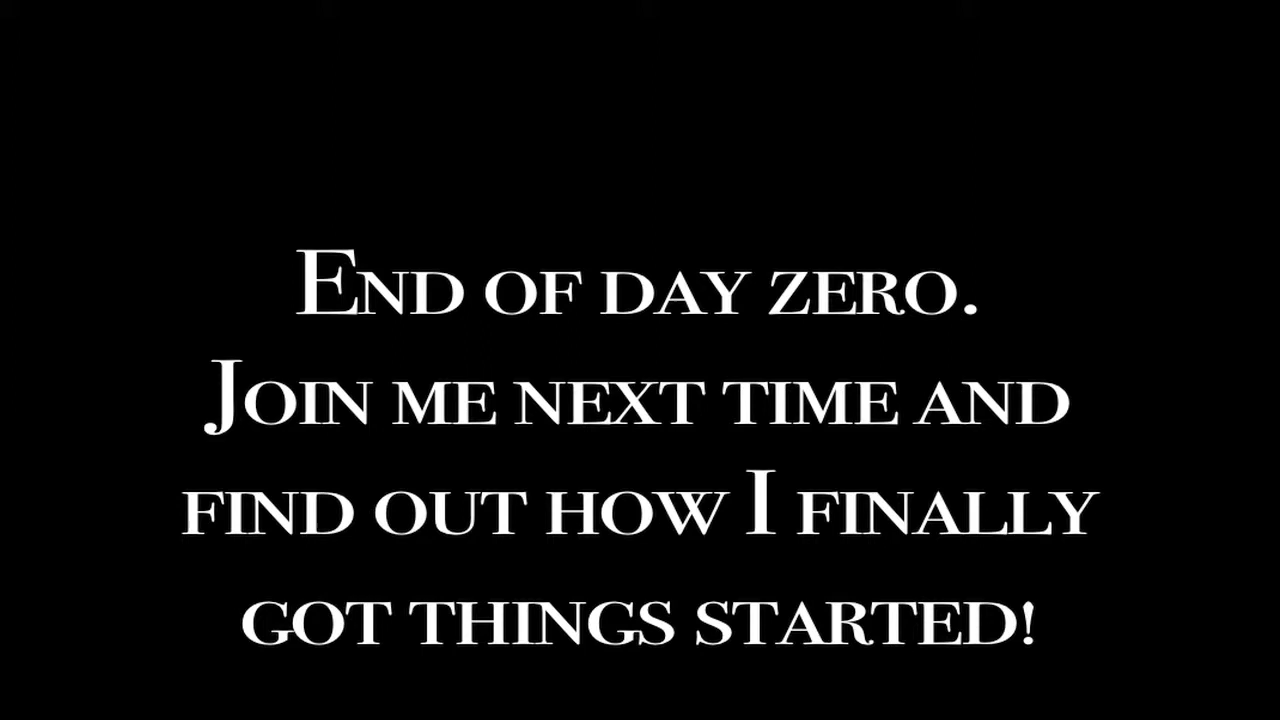 End of day zero.
Join me next time and
find out how I finally
got things started!